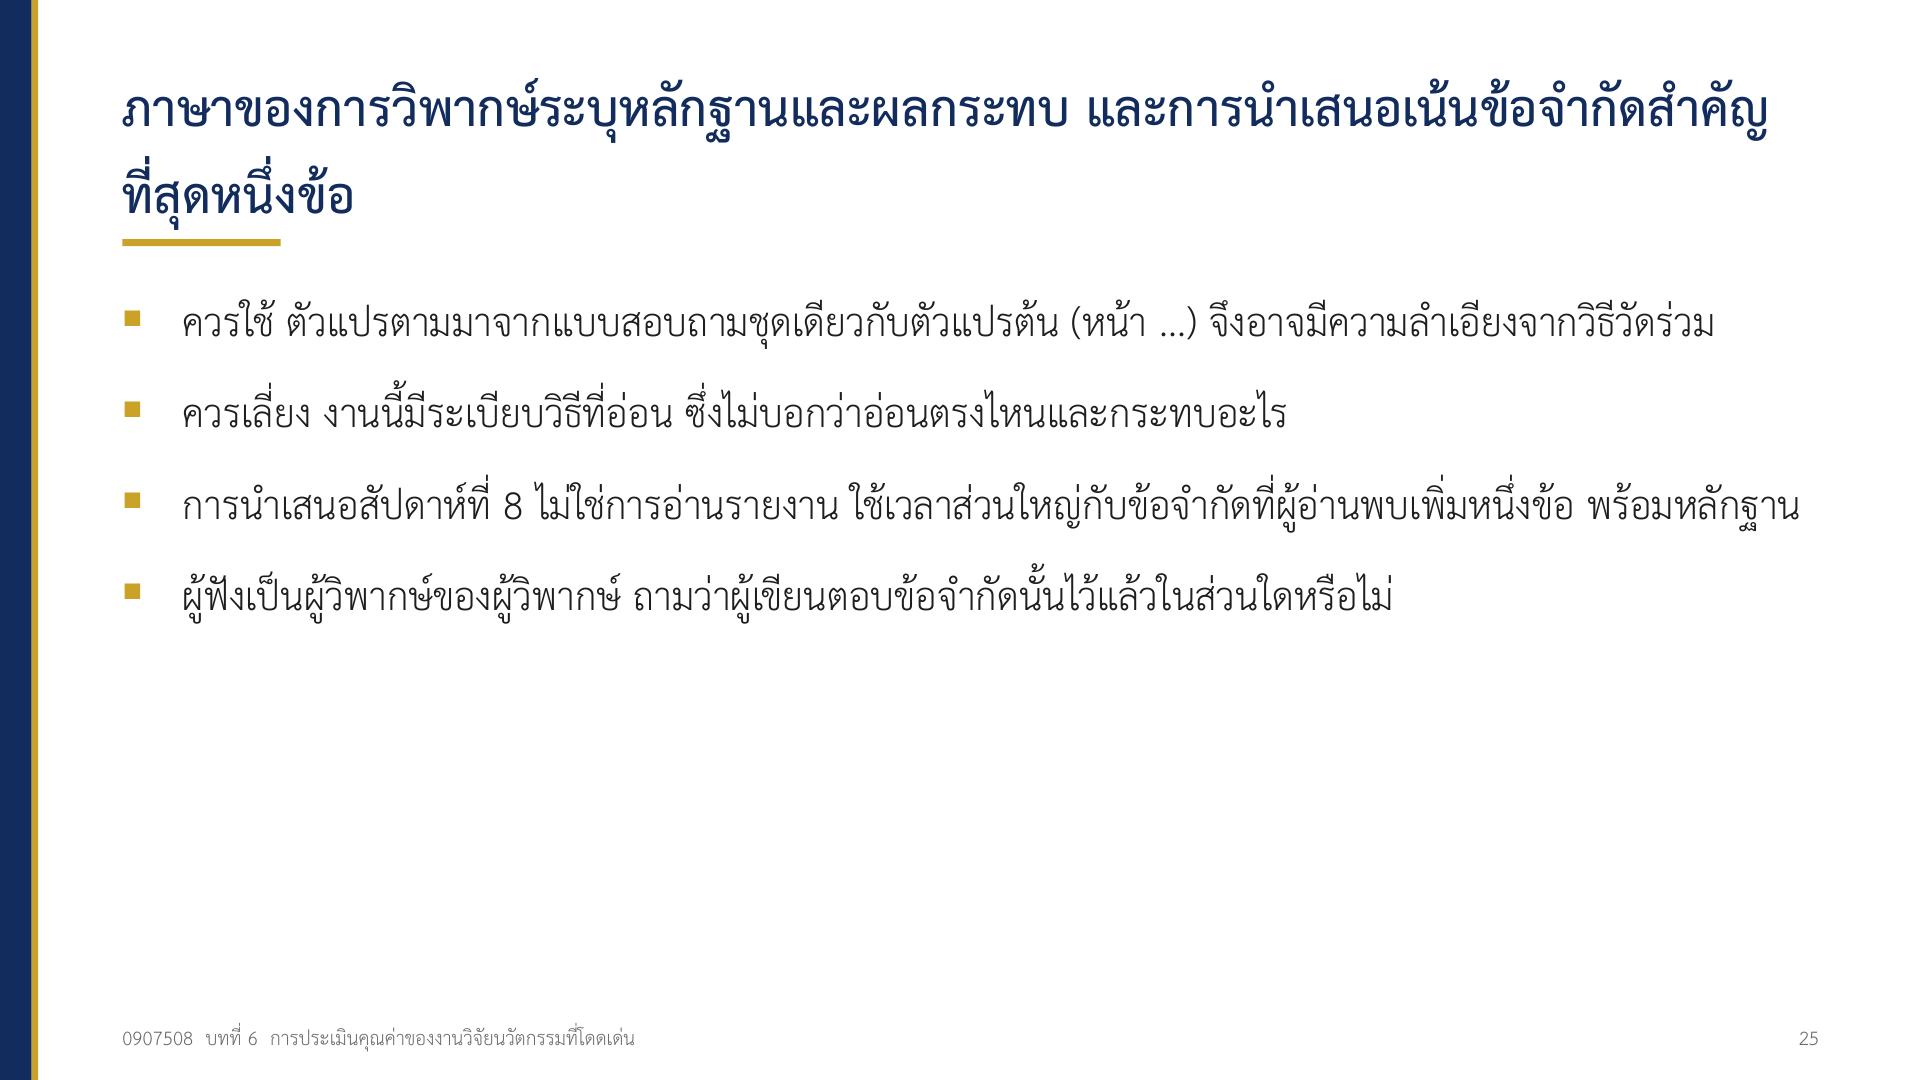 ภาษาของการวิพากษ์ระบุหลักฐานและผลกระทบ และการนำเสนอเน้นข้อจำกัดสำคัญ
ที่สุดหนึ่งข้อ
ควรใช้ ตัวแปรตามมาจากแบบสอบถามชุดเดียวกับตัวแปรต้น (หน้า ...) จึงอาจมีความลำเอียงจากวิธีวัดร่วม
ควรเลี่ยง งานนี้มีระเบียบวิธีที่อ่อน ซึ่งไม่บอกว่าอ่อนตรงไหนและกระทบอะไร
การนำเสนอสัปดาห์ที่ 8 ไม่ใช่การอ่านรายงาน ใช้เวลาส่วนใหญ่กับข้อจำกัดที่ผู้อ่านพบเพิ่มหนึ่งข้อ พร้อมหลักฐาน
ผู้ฟังเป็นผู้วิพากษ์ของผู้วิพากษ์ ถามว่าผู้เขียนตอบข้อจำกัดนั้นไว้แล้วในส่วนใดหรือไม่
0907508 บทที่ 6 การประเมินคุณค่าของงานวิจัยนวัตกรรมที่โดดเด่น
25